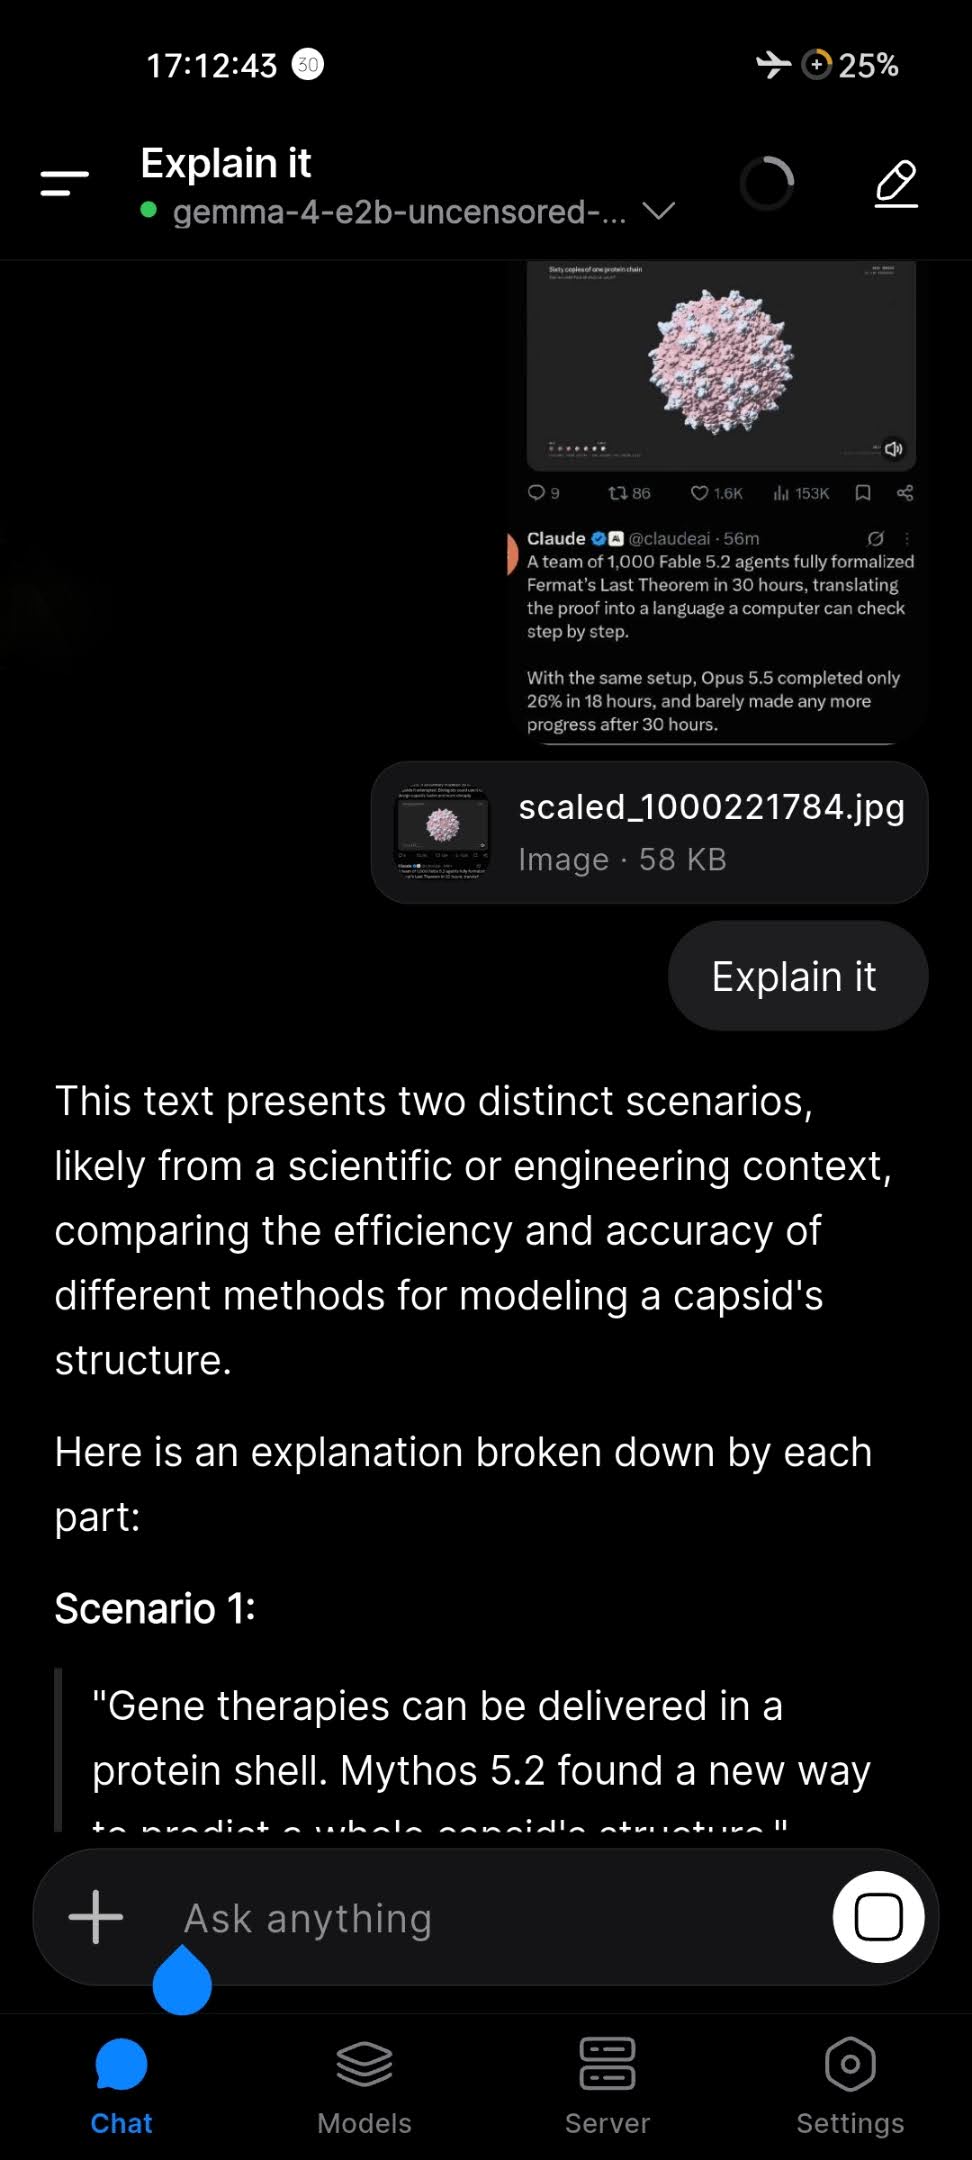 17:12:43 30 25%
Explain it
gemma-4-e2b-uncensored-...
Sixty copies of one protein chain
9 86 1.6K 153K
Claude @claudeai · 56m
A team of 1,000 Fable 5.2 agents fully formalized
Fermat's Last Theorem in 30 hours, translating
the proof into a language a computer can check
step by step.
With the same setup, Opus 5.5 completed only
26% in 18 hours, and barely made any more
progress after 30 hours.
scaled_1000221784.jpg
Image · 58 KB
Explain it
This text presents two distinct scenarios,
likely from a scientific or engineering context,
comparing the efficiency and accuracy of
different methods for modeling a capsid's
structure.
Here is an explanation broken down by each
part:
Scenario 1:
"Gene therapies can be delivered in a
protein shell. Mythos 5.2 found a new way
to predict a whole capsid's structure."
Ask anything
Chat Models Server Settings